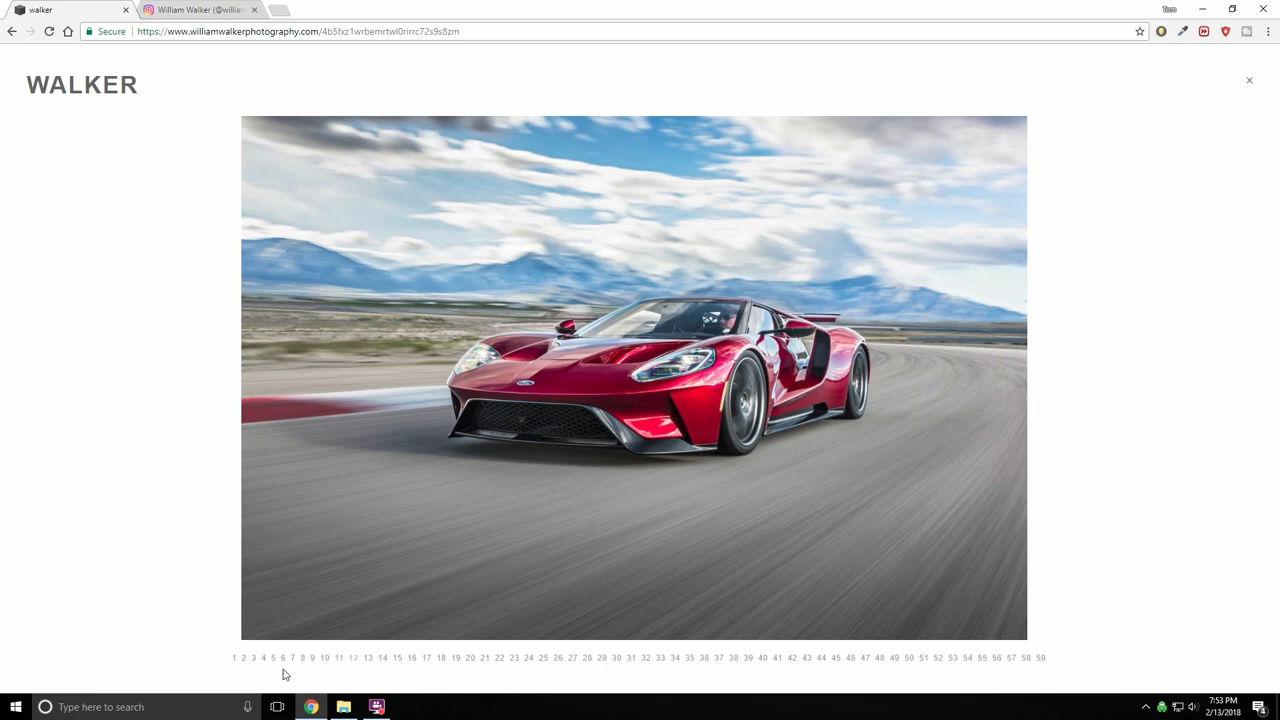 walker
William Walker (@willian
Tom
Secure
https://www.williamwalkerphotography.com/4b5fxz1wrbemrtwl0rirrc72s9s8zm
WALKER
1 2 3 4 5 6 7 8 9 10 11 12 13 14 15 16 17 18 19 20 21 22 23 24 25 26 27 28 29 30 31 32 33 34 35 36 37 38 39 40 41 42 43 44 45 46 47 48 49 50 51 52 53 54 55 56 57 58 59
Type here to search
7:53 PM
2/13/2018
4